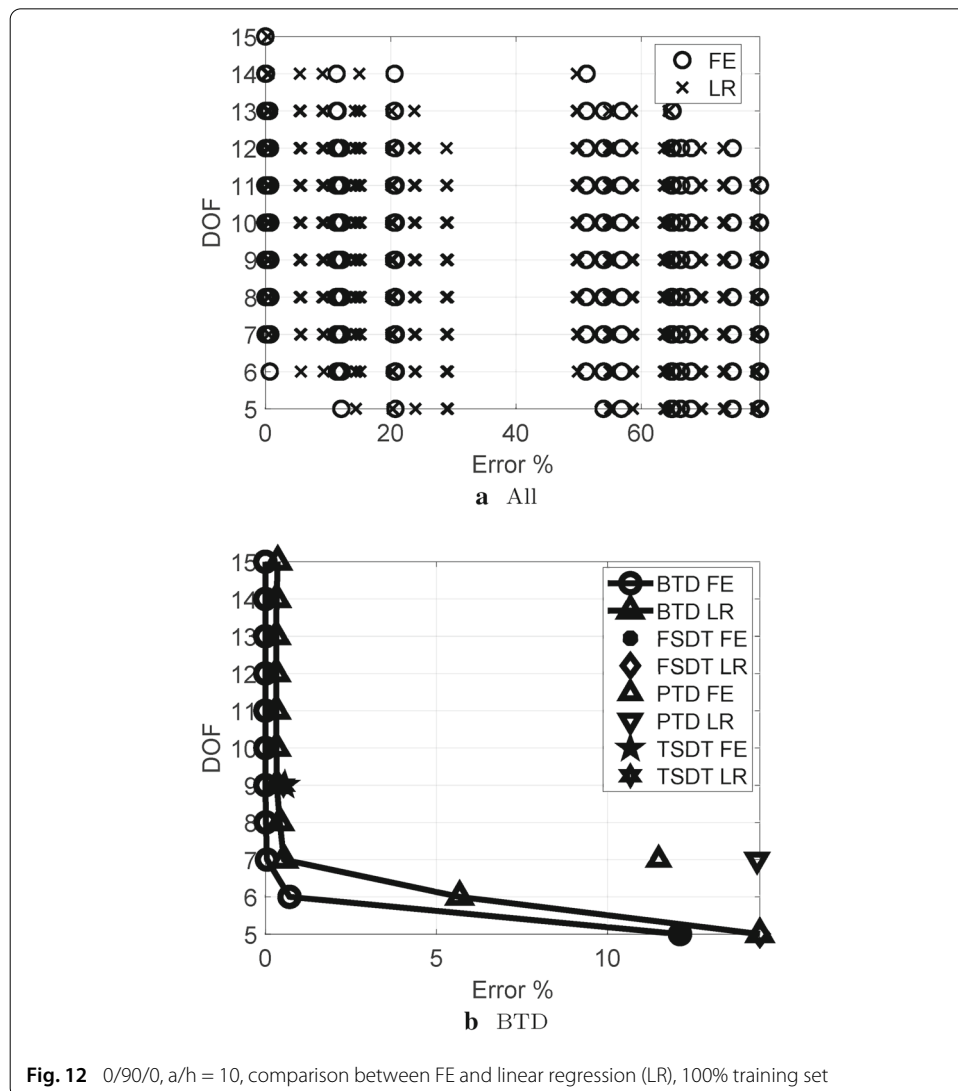 15
14
13
12
11
10
9
8
7
6
5
DOF
FE
LR
0 20 40 60
Error %
a All
15
14
13
12
11
10
9
8
7
6
5
DOF
BTD FE
BTD LR
FSDT FE
FSDT LR
PTD FE
PTD LR
TSDT FE
TSDT LR
0 5 10
Error %
b BTD
Fig. 12 0/90/0, a/h = 10, comparison between FE and linear regression (LR), 100% training set